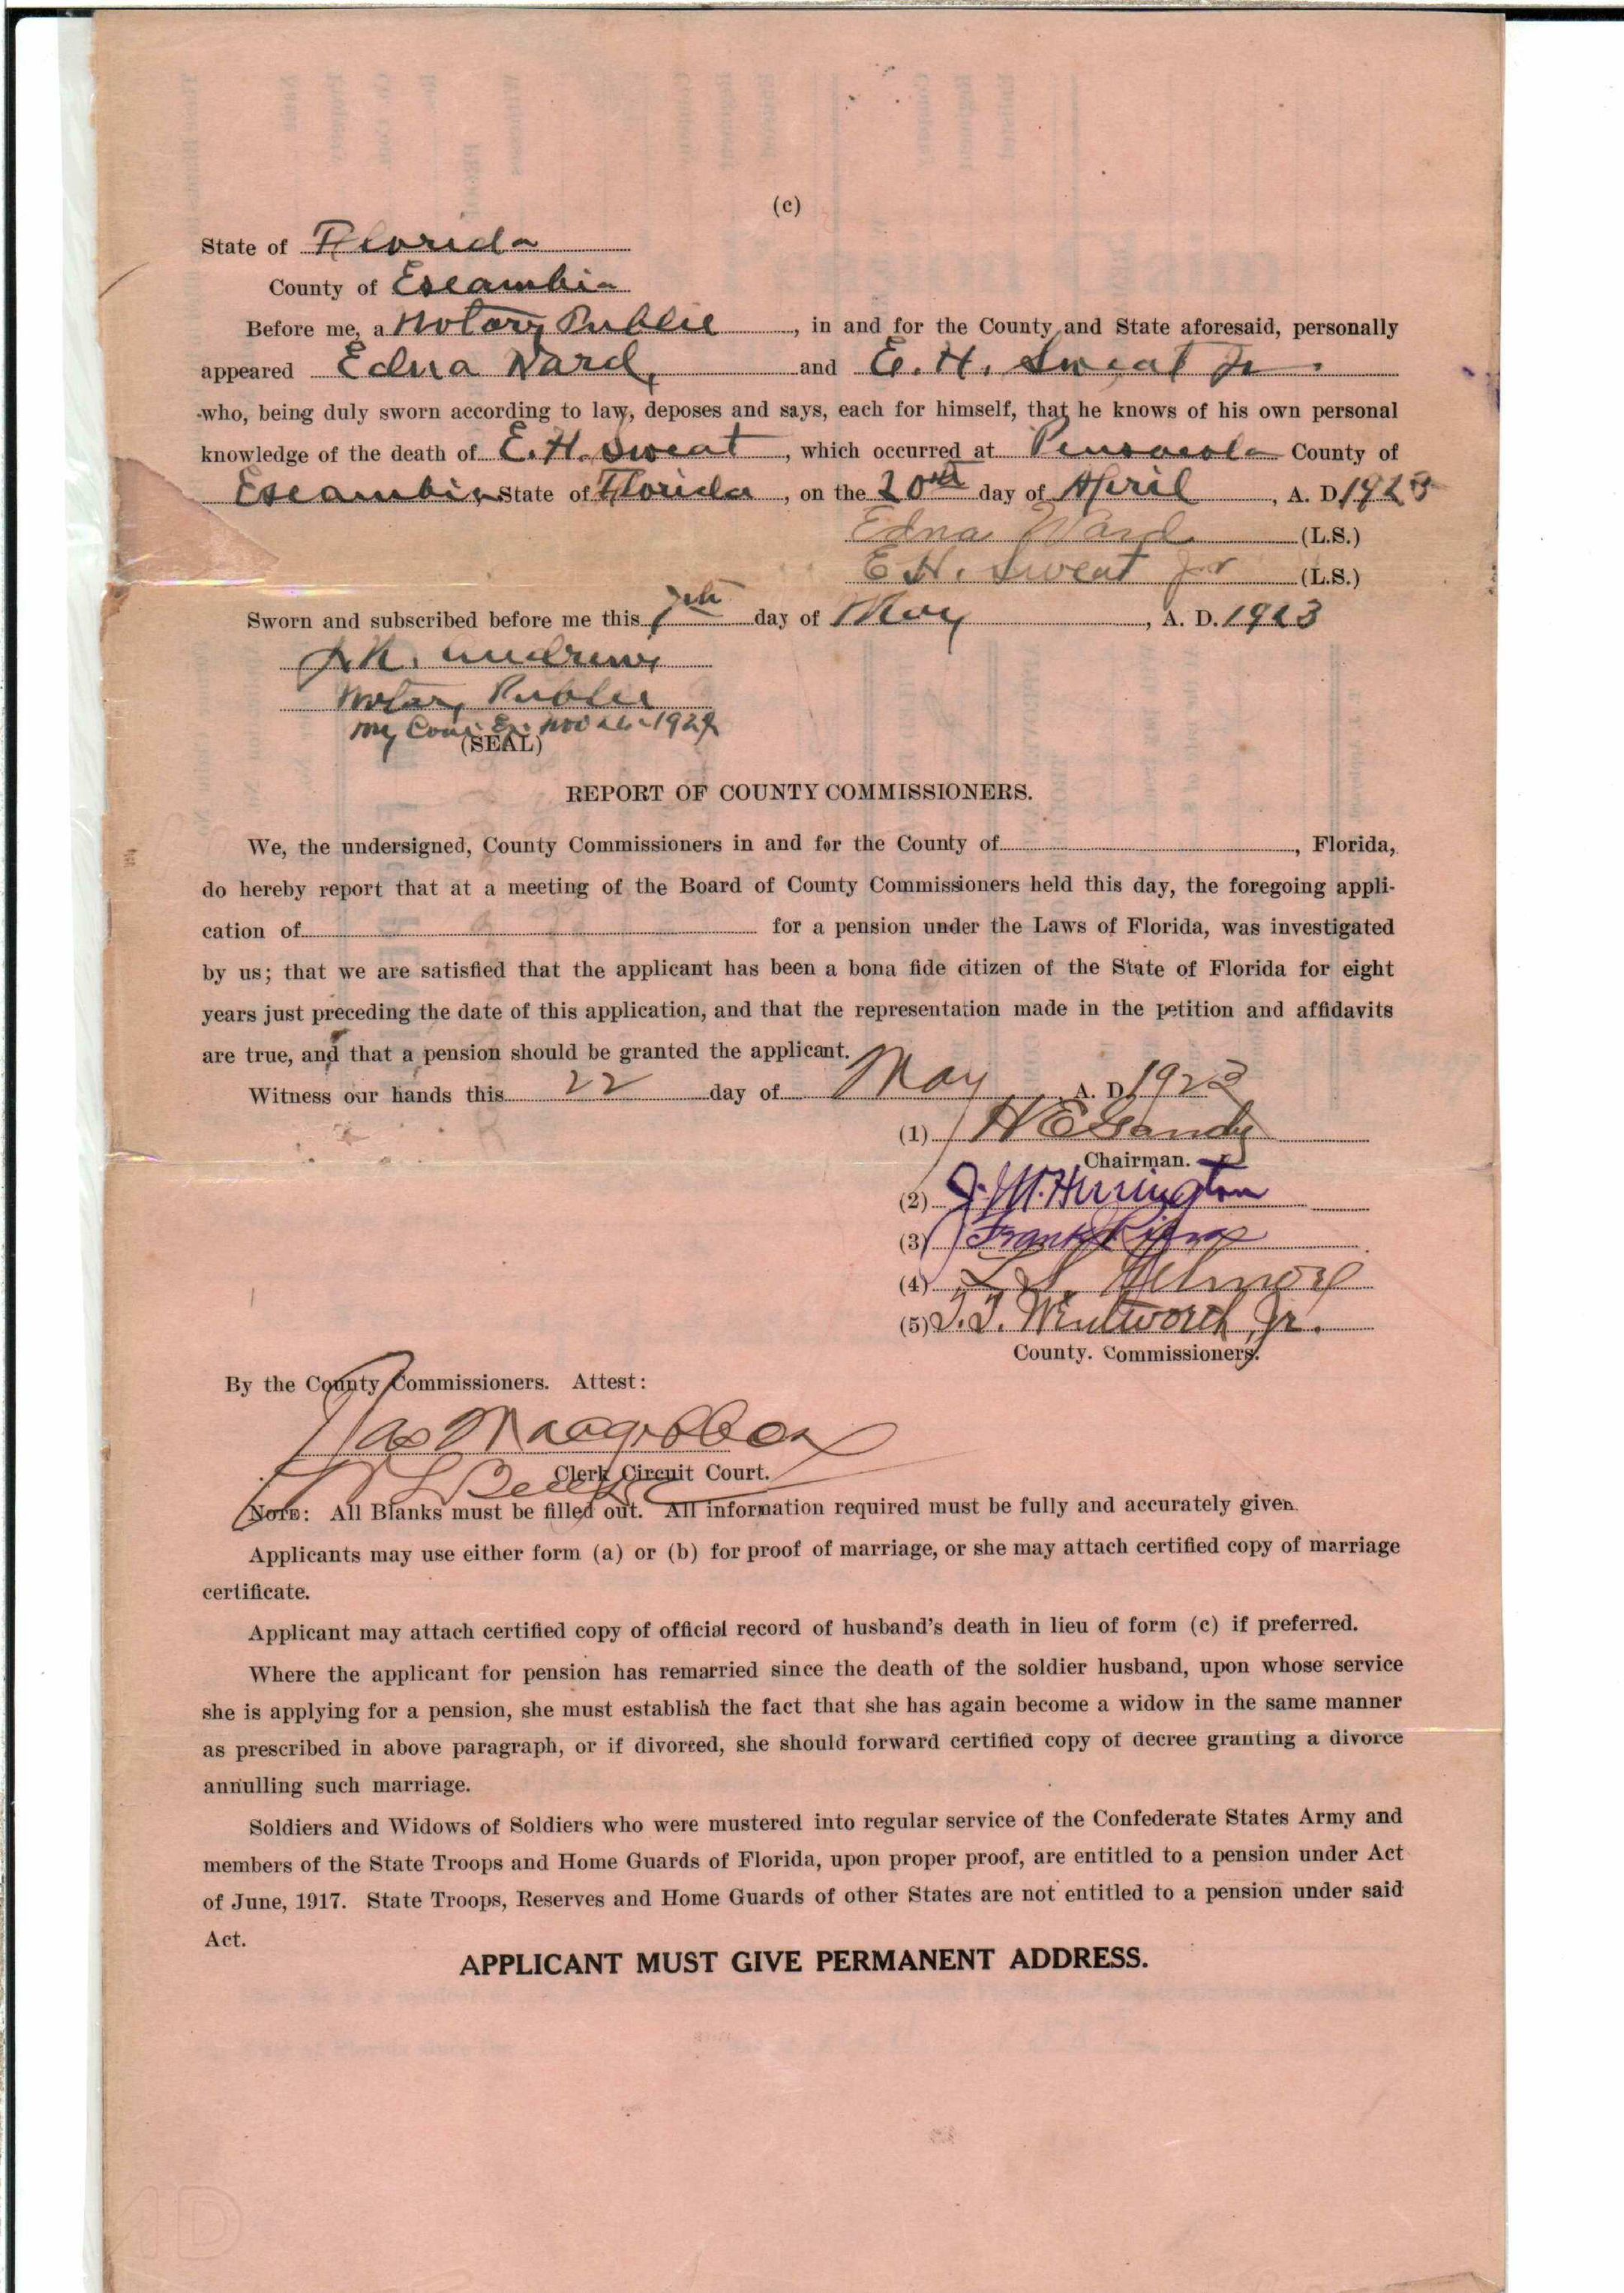 (c)
State of Florida
County of Escambia
Before me, a Notary Public, in and for the County and State aforesaid, personally
appeared Edna Ward, and E. H. Sweat Jr.
who, being duly sworn according to law, deposes and says, each for himself, that he knows of his own personal
knowledge of the death of E. H. Sweat, which occurred at Pensacola County of
Escambia, State of Florida, on the 20th day of April, A. D. 1923
Edna Ward (L.S.)
E H. Sweat Jr (L.S.)
Sworn and subscribed before me this 7th day of May, A. D. 1923
Andrews
Notary Public
My Com Ex. Nov
(SEAL)
REPORT OF COUNTY COMMISSIONERS.
We, the undersigned, County Commissioners in and for the County of, Florida,
do hereby report that at a meeting of the Board of County Commissioners held this day, the foregoing appli-
cation of for a pension under the Laws of Florida, was investigated
by us; that we are satisfied that the applicant has been a bona fide citizen of the State of Florida for eight
years just preceding the date of this application, and that the representation made in the petition and affidavits
are true, and that a pension should be granted the applicant.
Witness our hands this 22 day of May A. D. 1923
(1) H E Gandy
Chairman.
(2) J. M. Herrington
(3) Frank
(4) L S.
(5) T. T. Wentworth, Jr.
County. Commissioners.
By the County Commissioners. Attest:
Jas Macgibbon
Clerk Circuit Court.
NOTE: All Blanks must be filled out. All information required must be fully and accurately given.
Applicants may use either form (a) or (b) for proof of marriage, or she may attach certified copy of marriage
certificate.
Applicant may attach certified copy of official record of husband's death in lieu of form (c) if preferred.
Where the applicant for pension has remarried since the death of the soldier husband, upon whose service
she is applying for a pension, she must establish the fact that she has again become a widow in the same manner
as prescribed in above paragraph, or if divorced, she should forward certified copy of decree granting a divorce
annulling such marriage.
Soldiers and Widows of Soldiers who were mustered into regular service of the Confederate States Army and
members of the State Troops and Home Guards of Florida, upon proper proof, are entitled to a pension under Act
of June, 1917. State Troops, Reserves and Home Guards of other States are not entitled to a pension under said
Act.
APPLICANT MUST GIVE PERMANENT ADDRESS.